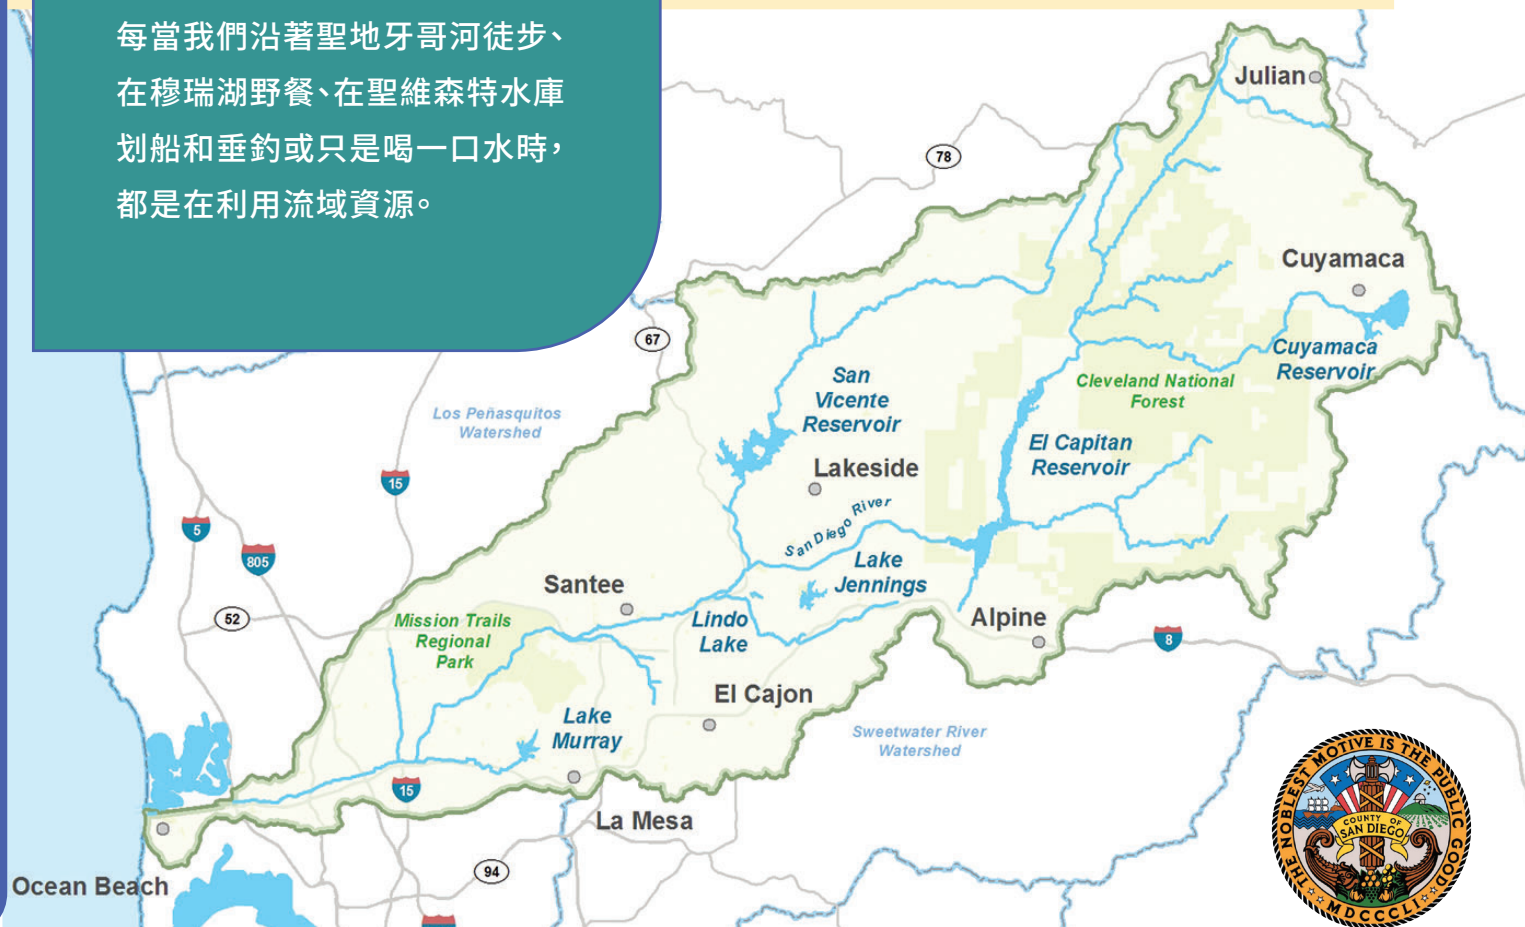 每當我們沿著聖地牙哥河徒步、
在穆瑞湖野餐、在聖維森特水庫
划船和垂釣或只是喝一口水時，
都是在利用流域資源。
Julian
78
Cuyamaca
67
Cuyamaca
Reservoir
San
Vicente
Reservoir
Cleveland National
Forest
Los Peñasquitos
Watershed
El Capitan
Reservoir
Lakeside
15
San Diego River
5
805
Lake
Jennings
Santee
52
Mission Trails
Regional
Park
Lindo
Lake
Alpine
8
El Cajon
Lake
Murray
Sweetwater River
Watershed
15
La Mesa
94
Ocean Beach
THE NOBLEST MOTIVE IS THE PUBLIC GOOD
COUNTY OF
SAN DIEGO
MDCCCLI